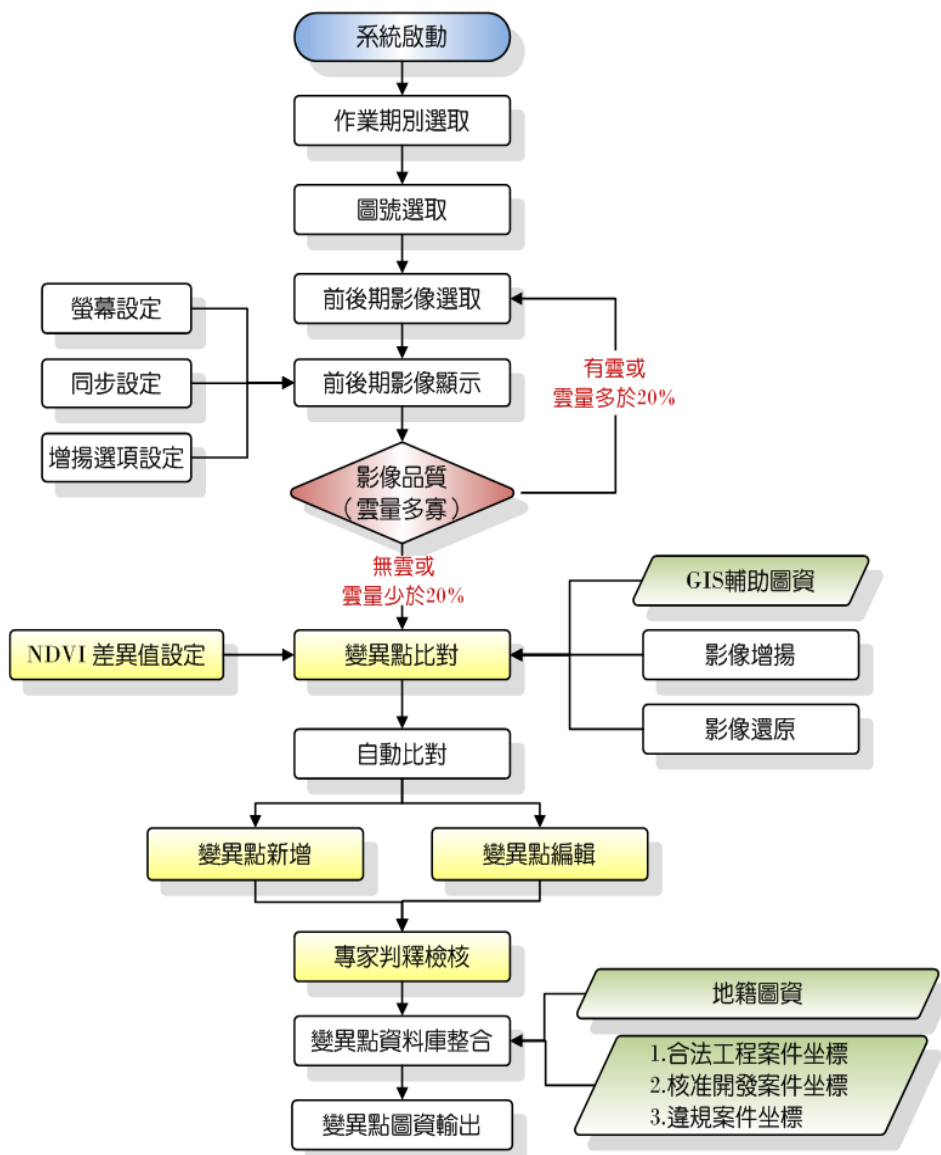 系統啟動
作業期別選取
圖號選取
前後期影像選取
螢幕設定
同步設定
增揚選項設定
前後期影像顯示
有雲或
雲量多於20%
影像品質
（雲量多寡）
無雲或
雲量少於20%
GIS輔助圖資
NDVI 差異值設定
變異點比對
影像增揚
影像還原
自動比對
變異點新增
變異點編輯
專家判釋檢核
地籍圖資
變異點資料庫整合
1.合法工程案件坐標
2.核准開發案件坐標
3.違規案件坐標
變異點圖資輸出